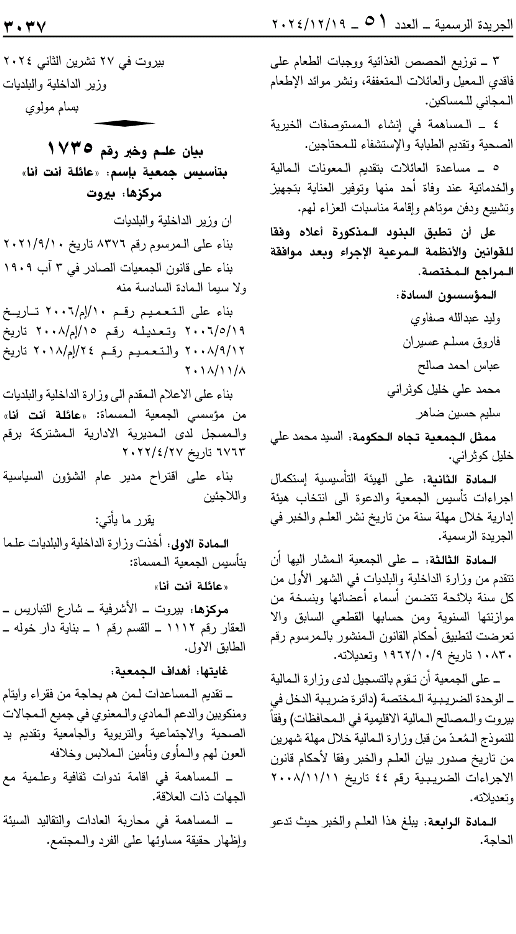 الجريدة الرسمية ـ العدد ٥١ ـ ٢٠٢٤/١٢/١٩
٣٠٣٧
٣ ـ توزيع الحصص الغذائية ووجبات الطعام على
فاقدي المعيل والعائلات المتعففة، ونشر موائد الإطعام
المجاني للمساكين.
٤ ـ المساهمة في إنشاء المستوصفات الخيرية
الصحية وتقديم الطبابة والإستشفاء للمحتاجين.
٥ ـ مساعدة العائلات بتقديم المعونات المالية
والخدماتية عند وفاة أحد منها وتوفير العناية بتجهيز
وتشييع ودفن موتاهم وإقامة مناسبات العزاء لهم.
على أن تطبق البنود المذكورة أعلاه وفقا
للقوانين والأنظمة المرعية الإجراء وبعد موافقة
المراجع المختصة.
المؤسسون السادة:
وليد عبدالله صفاوي
فاروق مسلم عسيران
عباس احمد صالح
محمد علي خليل كوثراني
سليم حسين ضاهر
ممثل الجمعية تجاه الحكومة: السيد محمد علي
خليل كوثراني.
المادة الثانية: على الهيئة التأسيسية إستكمال
اجراءات تأسيس الجمعية والدعوة الى انتخاب هيئة
إدارية خلال مهلة سنة من تاريخ نشر العلم والخبر في
الجريدة الرسمية.
المادة الثالثة: ـ على الجمعية المشار اليها أن
تتقدم من وزارة الداخلية والبلديات في الشهر الأول من
كل سنة بلائحة تتضمن أسماء أعضائها وبنسخة من
موازنتها السنوية ومن حسابها القطعي السابق والا
تعرضت لتطبيق أحكام القانون المنشور بالمرسوم رقم
١٠٨٣٠ تاريخ ١٩٦٢/١٠/٩ وتعديلاته.
ـ على الجمعية أن تقوم بالتسجيل لدى وزارة المالية
ـ الوحدة الضريبية المختصة (دائرة ضريبة الدخل في
بيروت والمصالح المالية الاقليمية في المحافظات) وفقاً
للنموذج المُعدّ من قبل وزارة المالية خلال مهلة شهرين
من تاريخ صدور بيان العلم والخبر وفقا لأحكام قانون
الاجراءات الضريبية رقم ٤٤ تاريخ ٢٠٠٨/١١/١١
وتعديلاته.
المادة الرابعة: يبلغ هذا العلم والخبر حيث تدعو
الحاجة.
بيروت في ٢٧ تشرين الثاني ٢٠٢٤
وزير الداخلية والبلديات
بسام مولوي
بيان علم وخبر رقم ١٧٣٥
بتأسيس جمعية بإسم: «عائلة أنت أنا»
مركزها: بيروت
ان وزير الداخلية والبلديات
بناء على المرسوم رقم ٨٣٧٦ تاريخ ٢٠٢١/٩/١٠
بناء على قانون الجمعيات الصادر في ٣ آب ١٩٠٩
ولا سيما المادة السادسة منه
بناء على التعميم رقم ١٠/إم/٢٠٠٦ تاريخ
٢٠٠٦/٥/١٩ وتعديله رقم ١٥/إم/٢٠٠٨ تاريخ
٢٠٠٨/٩/١٢ والتعميم رقم ٢٤/إم/٢٠١٨ تاريخ
٢٠١٨/١١/٨
بناء على الاعلام المقدم الى وزارة الداخلية والبلديات
من مؤسسي الجمعية المسماة: «عائلة أنت أنا»
والمسجل لدى المديرية الادارية المشتركة برقم
٦٧٦٣ تاريخ ٢٠٢٢/٤/٢٧
بناء على اقتراح مدير عام الشؤون السياسية
واللاجئين
يقرر ما يأتي:
المادة الاولى: أخذت وزارة الداخلية والبلديات علما
بتأسيس الجمعية المسماة:
«عائلة أنت أنا»
مركزها: بيروت ـ الأشرفية ـ شارع التباريس ـ
العقار رقم ١١١٢ ـ القسم رقم ١ ـ بناية دار خوله ـ
الطابق الاول.
غايتها: أهداف الجمعية:
ـ تقديم المساعدات لمن هم بحاجة من فقراء وايتام
ومنكوبين والدعم المادي والمعنوي في جميع المجالات
الصحية والاجتماعية والتربوية والجامعية وتقديم يد
العون لهم والمأوى وتأمين الملابس وخلافه
ـ المساهمة في اقامة ندوات ثقافية وعلمية مع
الجهات ذات العلاقة.
ـ المساهمة في محاربة العادات والتقاليد السيئة
وإظهار حقيقة مساوئها على الفرد والمجتمع.